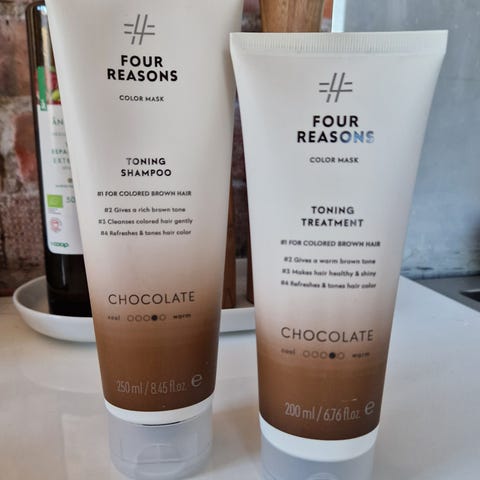 FOUR
REASONS
COLOR MASK
TONING
SHAMPOO
#1 FOR COLORED BROWN HAIR
#2 Gives a rich brown tone
#3 Cleanses colored hair gently
#4 Refreshes & tones hair color
CHOCOLATE
cool warm
250 ml / 8.45 fl.oz. ℮
FOUR
REASONS
COLOR MASK
TONING
TREATMENT
#1 FOR COLORED BROWN HAIR
#2 Gives a warm brown tone
#3 Makes hair healthy & shiny
#4 Refreshes & tones hair color
CHOCOLATE
cool warm
200 ml / 6.76 fl.oz. ℮
coop